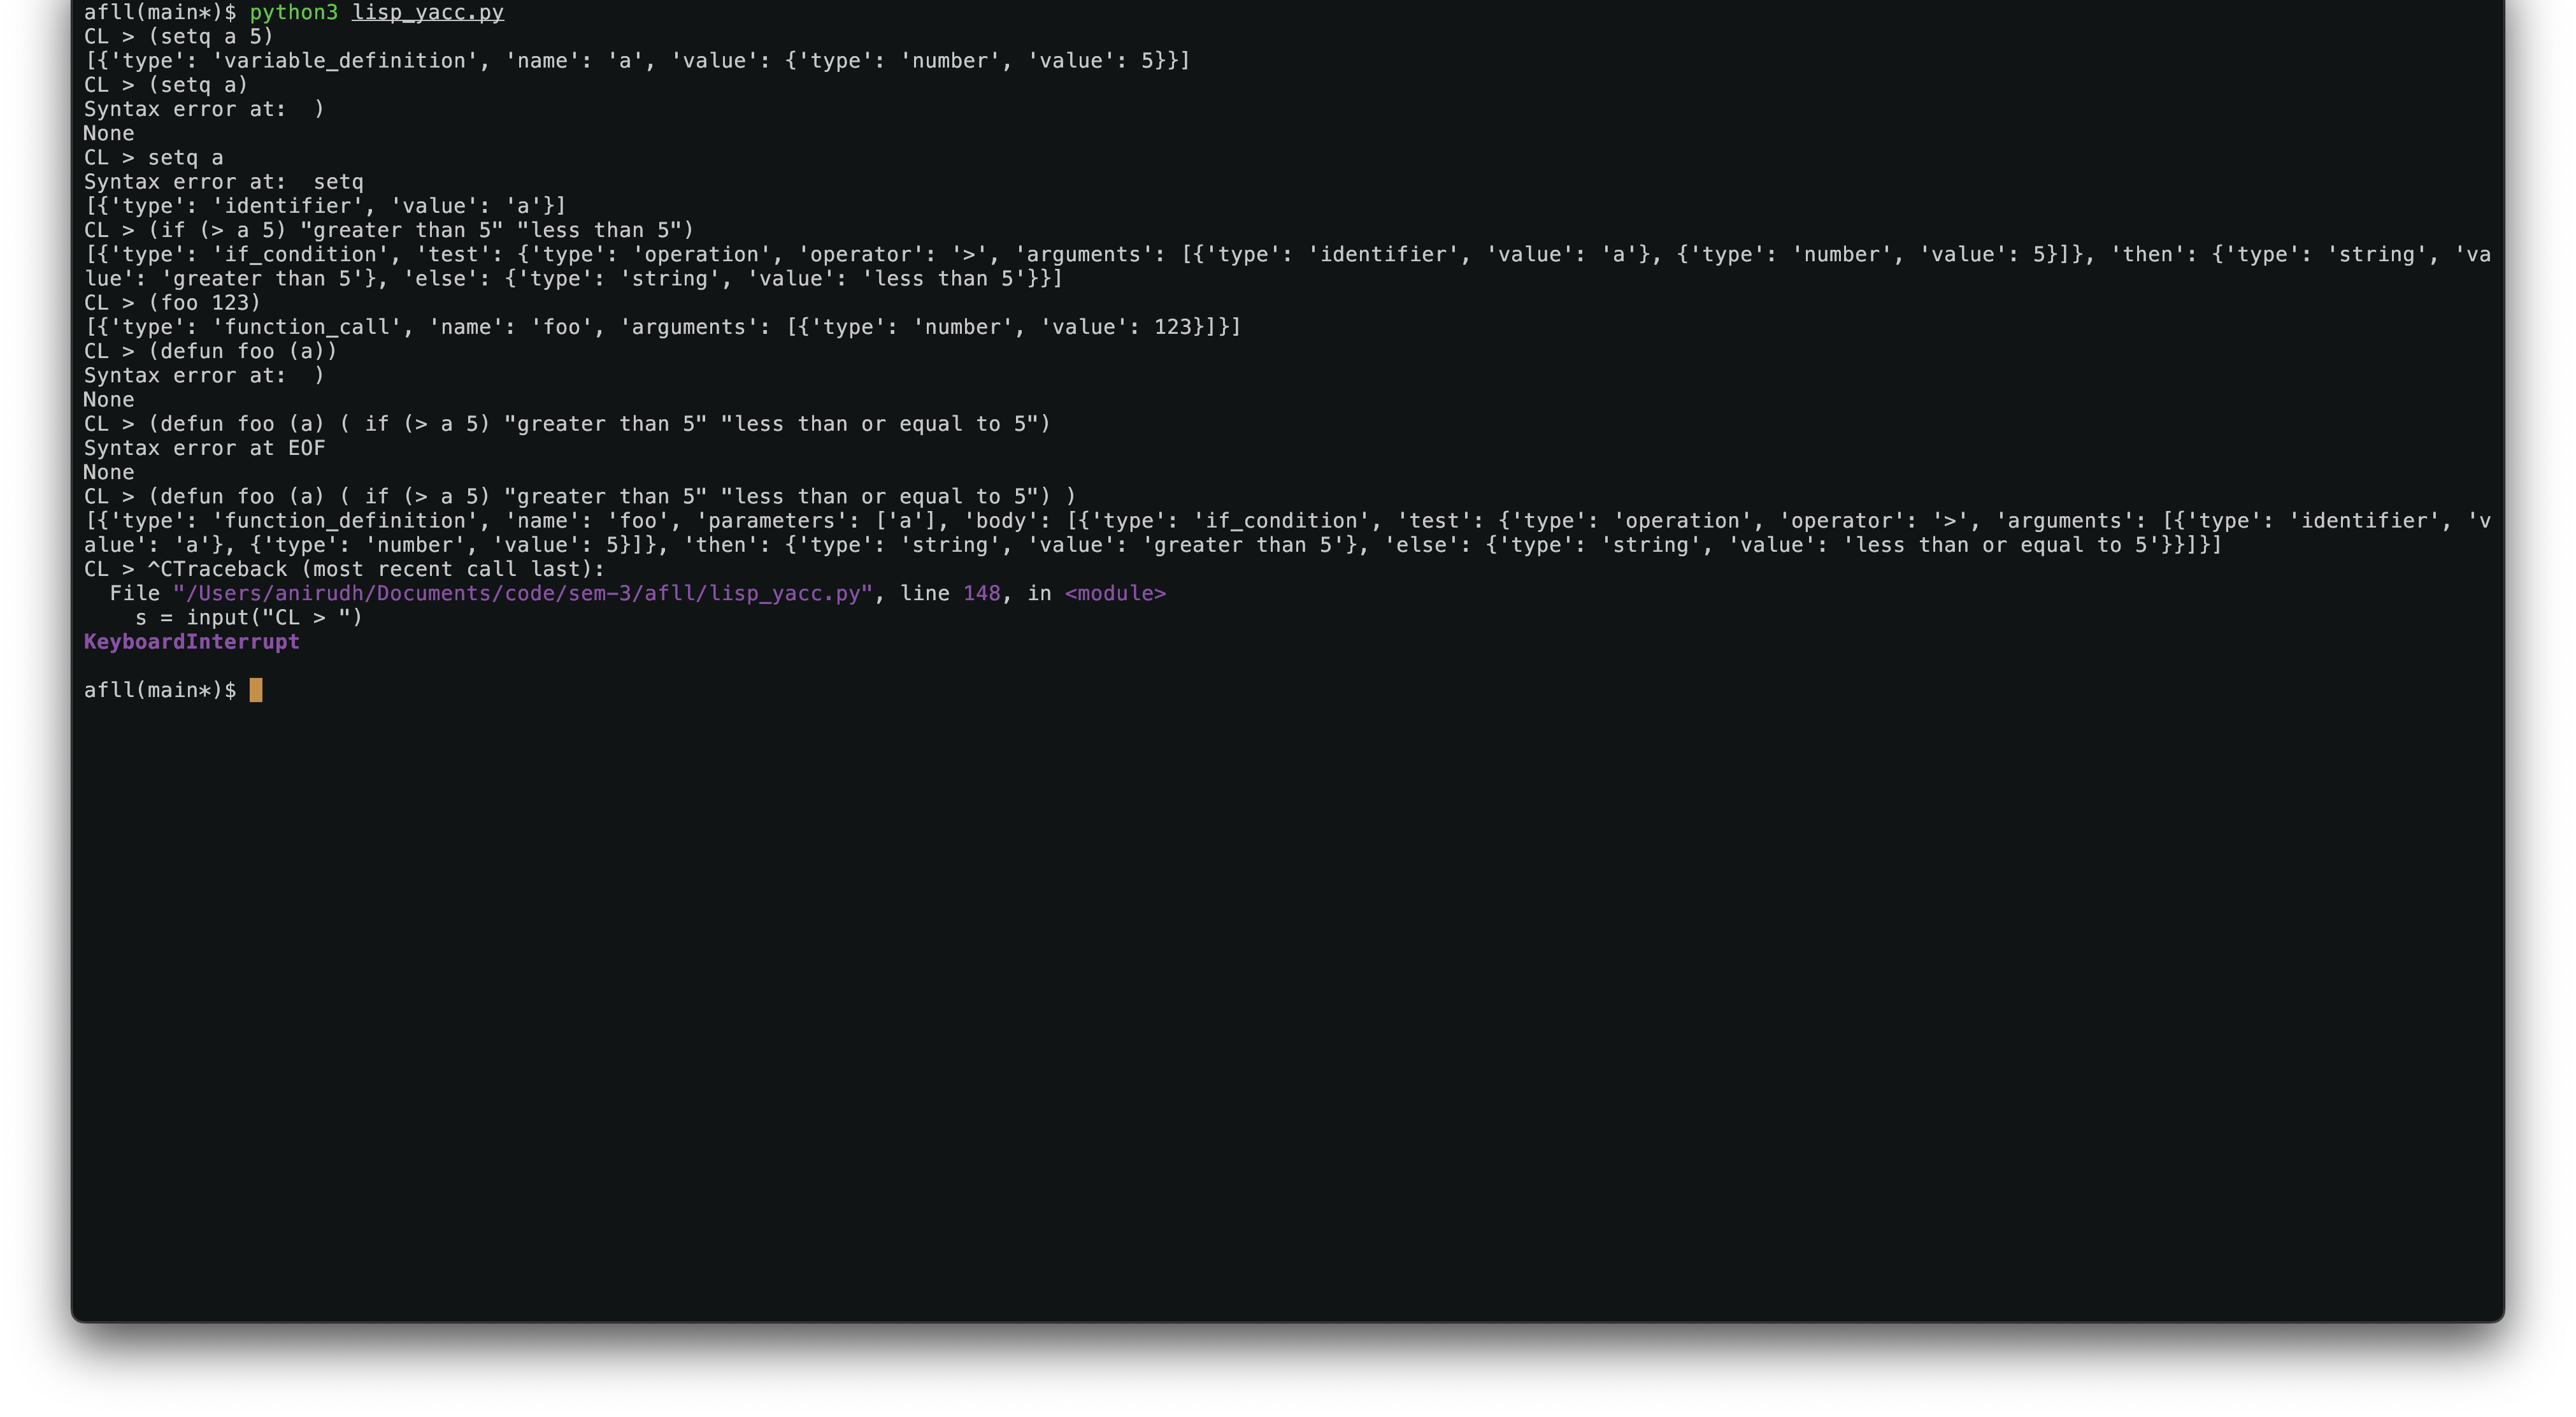 afll(main*)$ python3 lisp_yacc.py
CL > (setq a 5)
[{'type': 'variable_definition', 'name': 'a', 'value': {'type': 'number', 'value': 5}}]
CL > (setq a)
Syntax error at:  )
None
CL > setq a
Syntax error at:  setq
[{'type': 'identifier', 'value': 'a'}]
CL > (if (> a 5) "greater than 5" "less than 5")
[{'type': 'if_condition', 'test': {'type': 'operation', 'operator': '>', 'arguments': [{'type': 'identifier', 'value': 'a'}, {'type': 'number', 'value': 5}]}, 'then': {'type': 'string', 'va
lue': 'greater than 5'}, 'else': {'type': 'string', 'value': 'less than 5'}}]
CL > (foo 123)
[{'type': 'function_call', 'name': 'foo', 'arguments': [{'type': 'number', 'value': 123}]}]
CL > (defun foo (a))
Syntax error at:  )
None
CL > (defun foo (a) ( if (> a 5) "greater than 5" "less than or equal to 5")
Syntax error at EOF
None
CL > (defun foo (a) ( if (> a 5) "greater than 5" "less than or equal to 5") )
[{'type': 'function_definition', 'name': 'foo', 'parameters': ['a'], 'body': [{'type': 'if_condition', 'test': {'type': 'operation', 'operator': '>', 'arguments': [{'type': 'identifier', 'v
alue': 'a'}, {'type': 'number', 'value': 5}]}, 'then': {'type': 'string', 'value': 'greater than 5'}, 'else': {'type': 'string', 'value': 'less than or equal to 5'}}]}]
CL > ^CTraceback (most recent call last):
  File "/Users/anirudh/Documents/code/sem-3/afll/lisp_yacc.py", line 148, in <module>
    s = input("CL > ")
KeyboardInterrupt
afll(main*)$